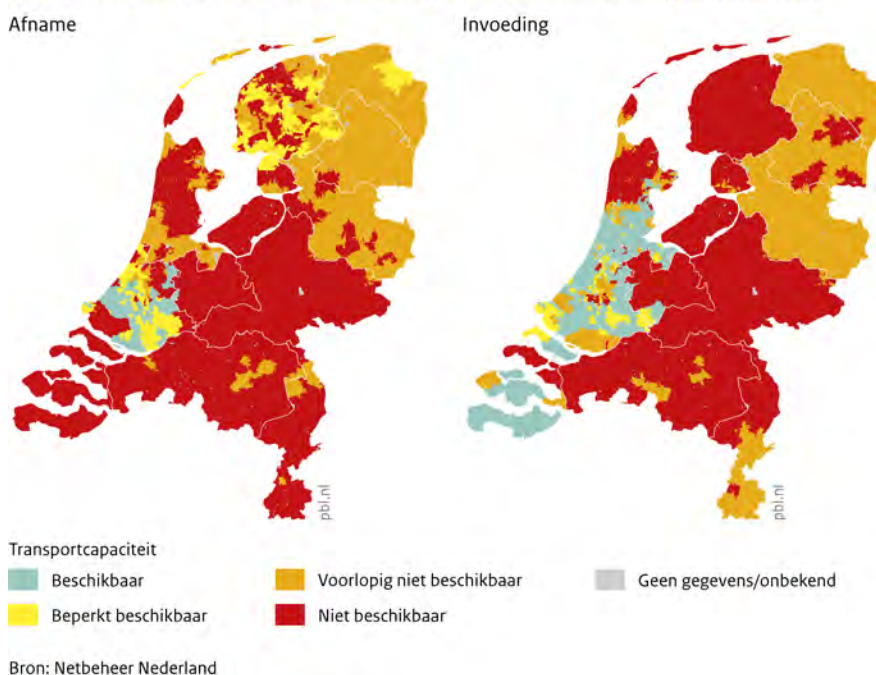 Afname
Invoeding
pbl.nl
pbl.nl
Transportcapaciteit
Beschikbaar
Voorlopig niet beschikbaar
Geen gegevens/onbekend
Beperkt beschikbaar
Niet beschikbaar
Bron: Netbeheer Nederland